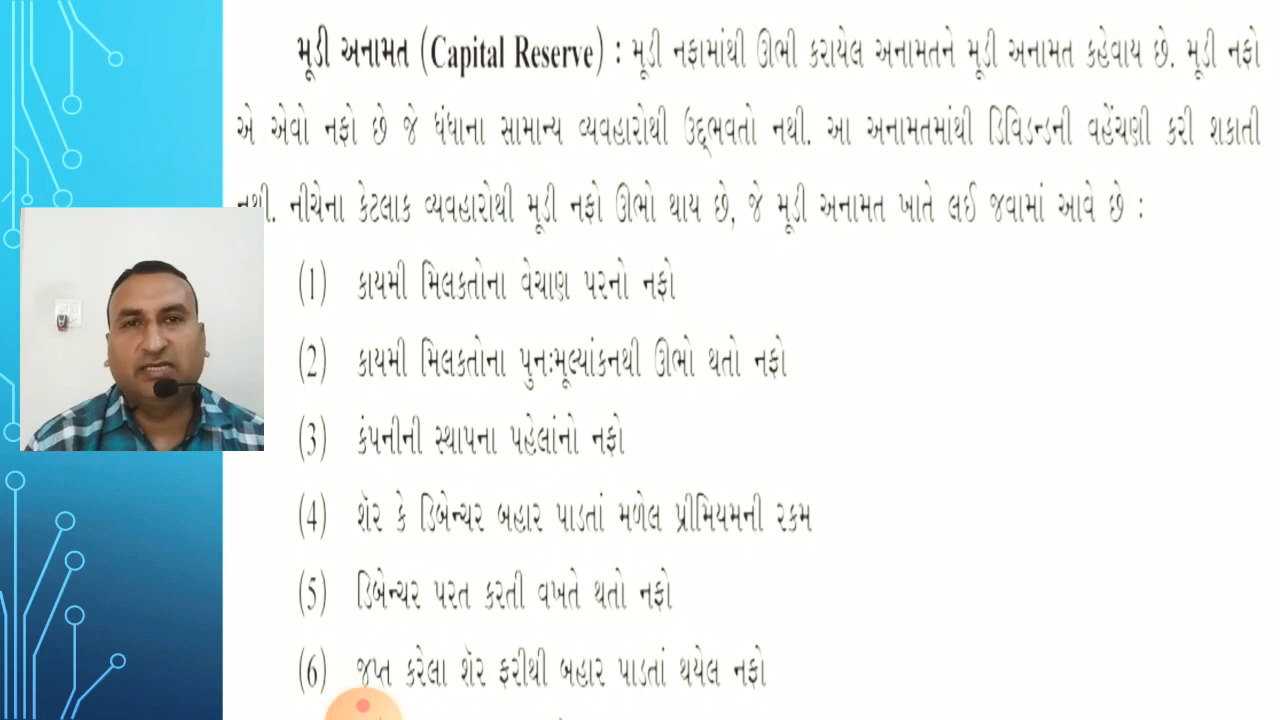 મૂડી અનામત (Capital Reserve) : મૂડી નફામાંથી ઊભી કરાયેલ અનામતને મૂડી અનામત કહેવાય છે. મૂડી નફો
એ એવો નફો છે જે ધંધાના સામાન્ય વ્યવહારોથી ઉદ્ભવતો નથી. આ અનામતમાંથી ડિવિડન્ડની વહેંચણી કરી શકાતી
નથી. નીચેના કેટલાક વ્યવહારોથી મૂડી નફો ઊભો થાય છે, જે મૂડી અનામત ખાતે લઈ જવામાં આવે છે :
(1) કાયમી મિલકતોના વેચાણ પરનો નફો
(2) કાયમી મિલકતોના પુનઃમૂલ્યાંકનથી ઊભો થતો નફો
(3) કંપનીની સ્થાપના પહેલાંનો નફો
(4) શૅર કે ડિબેન્ચર બહાર પાડતાં મળેલ પ્રીમિયમની રકમ
(5) ડિબેન્ચર પરત કરતી વખતે થતો નફો
(6) જપ્ત કરેલા શૅર ફરીથી બહાર પાડતાં થયેલ નફો